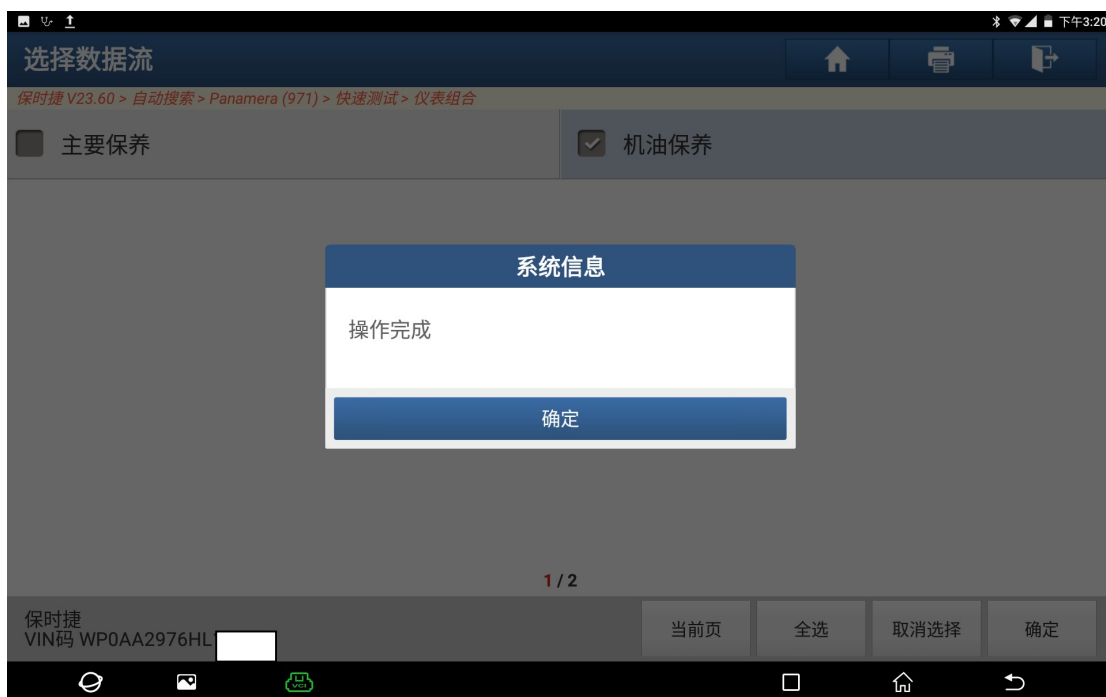 下午3:20
选择数据流
保时捷 V23.60 > 自动搜索 > Panamera (971) > 快速测试 > 仪表组合
主要保养
机油保养
系统信息
操作完成
确定
1 / 2
保时捷
VIN码 WP0AA2976HL
当前页
全选
取消选择
确定
VCI